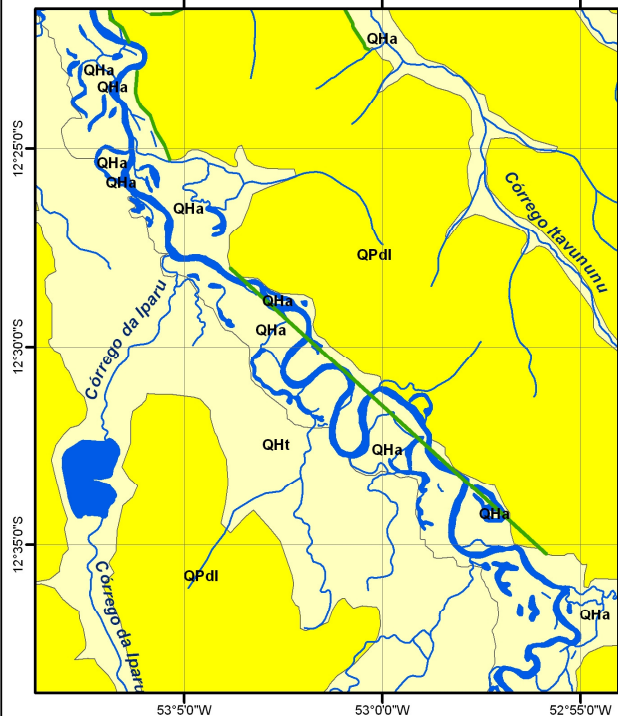 QHa
QHa
QHa
12°25'0"S
QHa
QHa
Córrego Itavununu
QHa
QPdl
Córrego da Iparu
QHa
QHa
12°30'0"S
QHt
QHa
QHa
12°35'0"S
QPdl
Córrego da Iparu
QHa
53°5'0"W
53°0'0"W
52°55'0"W